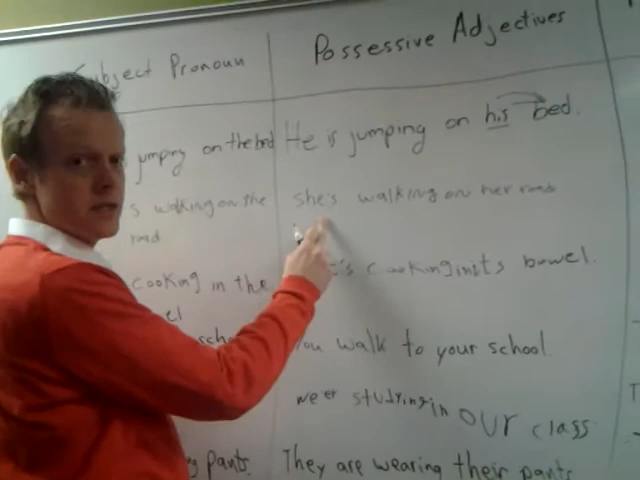 Subject Pronoun
Possessive Adjectives
jumping on the bed
He is jumping on his bed.
s walking on the
road
she's walking on her road
cooking in the
el
's cooking in its bowel.
scho
You walk to your school
we er studying in our class
pants.
They are wearing their pants